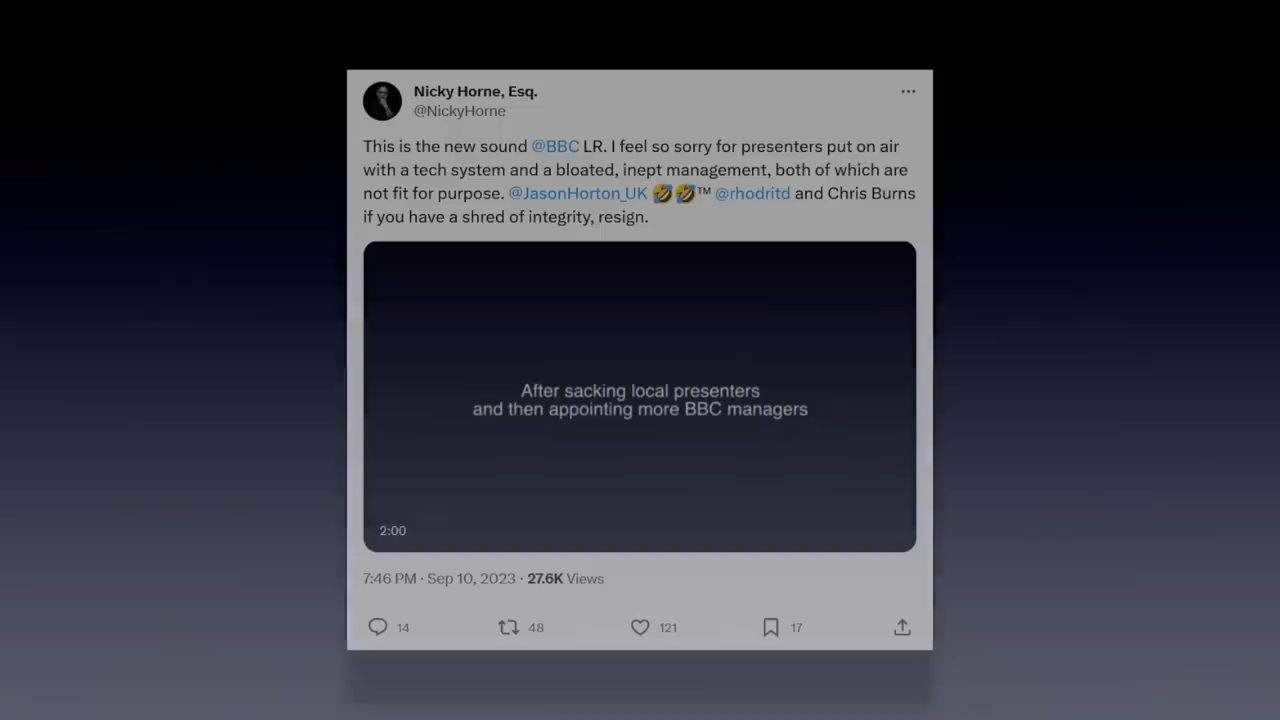 Nicky Horne, Esq.
@NickyHorne
This is the new sound @BBC LR. I feel so sorry for presenters put on air
with a tech system and a bloated, inept management, both of which are
not fit for purpose. @JasonHorton_UK 🤣🤣™ @rhodritd and Chris Burns
if you have a shred of integrity, resign.
After sacking local presenters
and then appointing more BBC managers
2:00
7:46 PM · Sep 10, 2023 · 27.6K Views
14 48 121 17